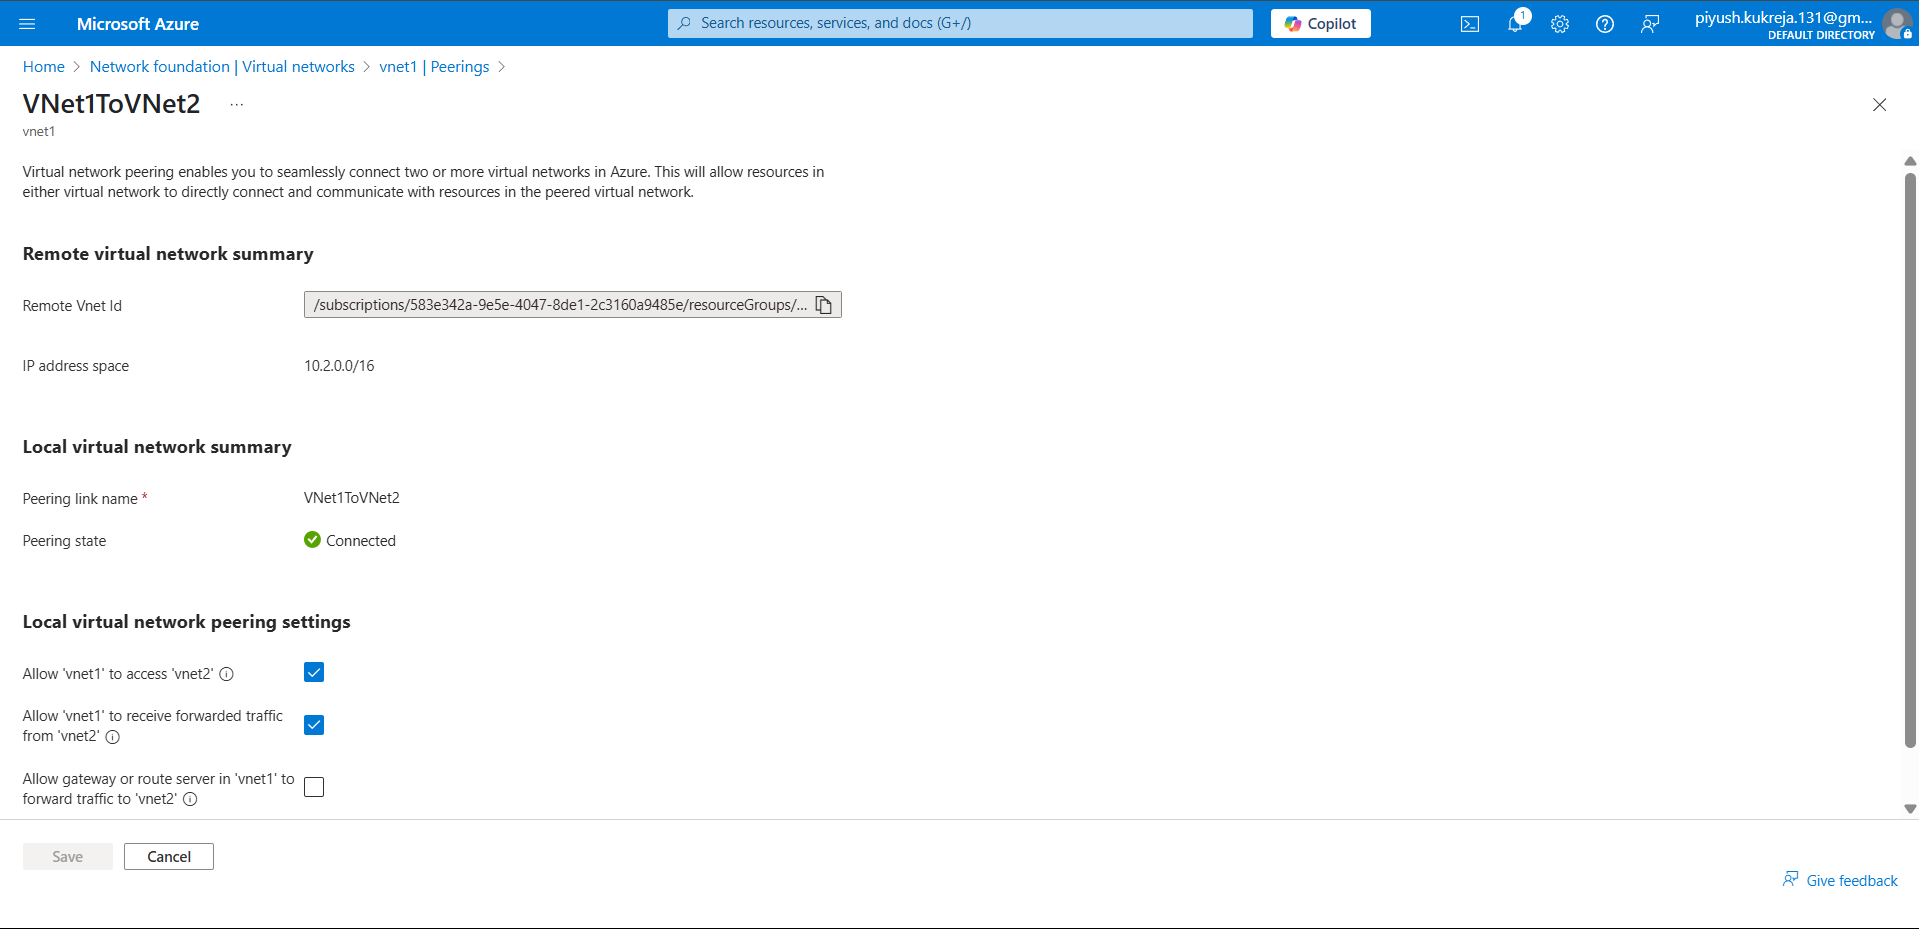 Microsoft Azure
Search resources, services, and docs (G+/)
Copilot
1
piyush.kukreja.131@gm...
DEFAULT DIRECTORY
Home > Network foundation | Virtual networks > vnet1 | Peerings >
VNet1ToVNet2 ...
vnet1
Virtual network peering enables you to seamlessly connect two or more virtual networks in Azure. This will allow resources in
either virtual network to directly connect and communicate with resources in the peered virtual network.
Remote virtual network summary
Remote Vnet Id /subscriptions/583e342a-9e5e-4047-8de1-2c3160a9485e/resourceGroups/...
IP address space 10.2.0.0/16
Local virtual network summary
Peering link name * VNet1ToVNet2
Peering state Connected
Local virtual network peering settings
Allow 'vnet1' to access 'vnet2'
Allow 'vnet1' to receive forwarded traffic
from 'vnet2'
Allow gateway or route server in 'vnet1' to
forward traffic to 'vnet2'
Save Cancel
Give feedback